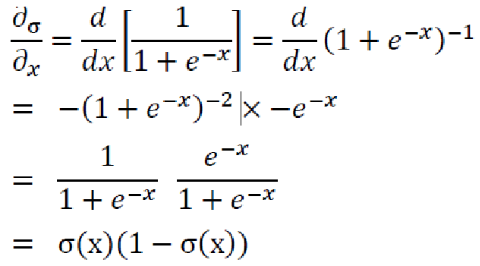 ∂σ/∂x = d/dx [1/(1 + e⁻ˣ)] = d/dx (1 + e⁻ˣ)⁻¹
= −(1 + e⁻ˣ)⁻² × −e⁻ˣ
= 1/(1 + e⁻ˣ) e⁻ˣ/(1 + e⁻ˣ)
= σ(x)(1 − σ(x))